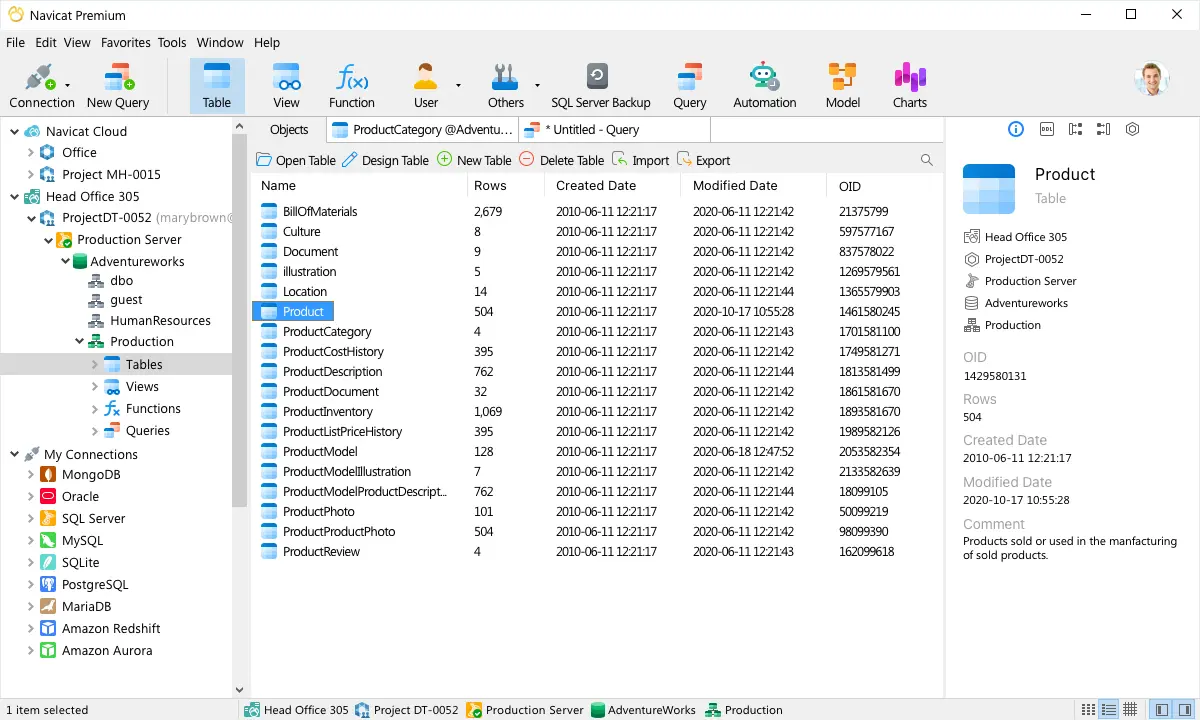 Navicat Premium
File Edit View Favorites Tools Window Help
Connection New Query Table View Function User Others SQL Server Backup Query Automation Model Charts
f(x)
Navicat Cloud
Office
Project MH-0015
Head Office 305
ProjectDT-0052 (marybrown@
Production Server
Adventureworks
dbo
guest
HumanResources
Production
Tables
Views
Functions
Queries
My Connections
MongoDB
Oracle
SQL Server
MySQL
SQLite
PostgreSQL
MariaDB
Amazon Redshift
Amazon Aurora
Objects ProductCategory @Adventu... * Untitled - Query
Open Table Design Table New Table Delete Table Import Export
Name Rows Created Date Modified Date OID
BillOfMaterials 2,679 2010-06-11 12:21:17 2020-06-11 12:21:42 21375799
Culture 8 2010-06-11 12:21:17 2020-06-11 12:21:42 597577167
Document 9 2010-06-11 12:21:17 2020-06-11 12:21:42 837578022
illustration 5 2010-06-11 12:21:17 2020-06-11 12:21:42 1269579561
Location 14 2010-06-11 12:21:17 2020-06-11 12:21:44 1365579903
Product 504 2010-06-11 12:21:17 2020-10-17 10:55:28 1461580245
ProductCategory 4 2010-06-11 12:21:17 2020-06-11 12:21:43 1701581100
ProductCostHistory 395 2010-06-11 12:21:17 2020-06-11 12:21:42 1749581271
ProductDescription 762 2010-06-11 12:21:17 2020-06-11 12:21:44 1813581499
ProductDocument 32 2010-06-11 12:21:17 2020-06-11 12:21:42 1861581670
ProductInventory 1,069 2010-06-11 12:21:17 2020-06-11 12:21:42 1893581670
ProductListPriceHistory 395 2010-06-11 12:21:17 2020-06-11 12:21:42 1989582126
ProductModel 128 2010-06-11 12:21:17 2020-06-18 12:47:52 2053582354
ProductModelIllustration 7 2010-06-11 12:21:17 2020-06-11 12:21:42 2133582639
ProductModelProductDescript... 762 2010-06-11 12:21:17 2020-06-11 12:21:44 18099105
ProductPhoto 101 2010-06-11 12:21:17 2020-06-11 12:21:42 50099219
ProductProductPhoto 504 2010-06-11 12:21:17 2020-06-11 12:21:42 98099390
ProductReview 4 2010-06-11 12:21:17 2020-06-11 12:21:43 162099618
DDL
Product
Table
Head Office 305
ProjectDT-0052
Production Server
Adventureworks
Production
OID
1429580131
Rows
504
Created Date
2010-06-11 12:21:17
Modified Date
2020-10-17 10:55:28
Comment
Products sold or used in the manfacturing
of sold products.
1 item selected Head Office 305 Project DT-0052 Production Server AdventureWorks Production